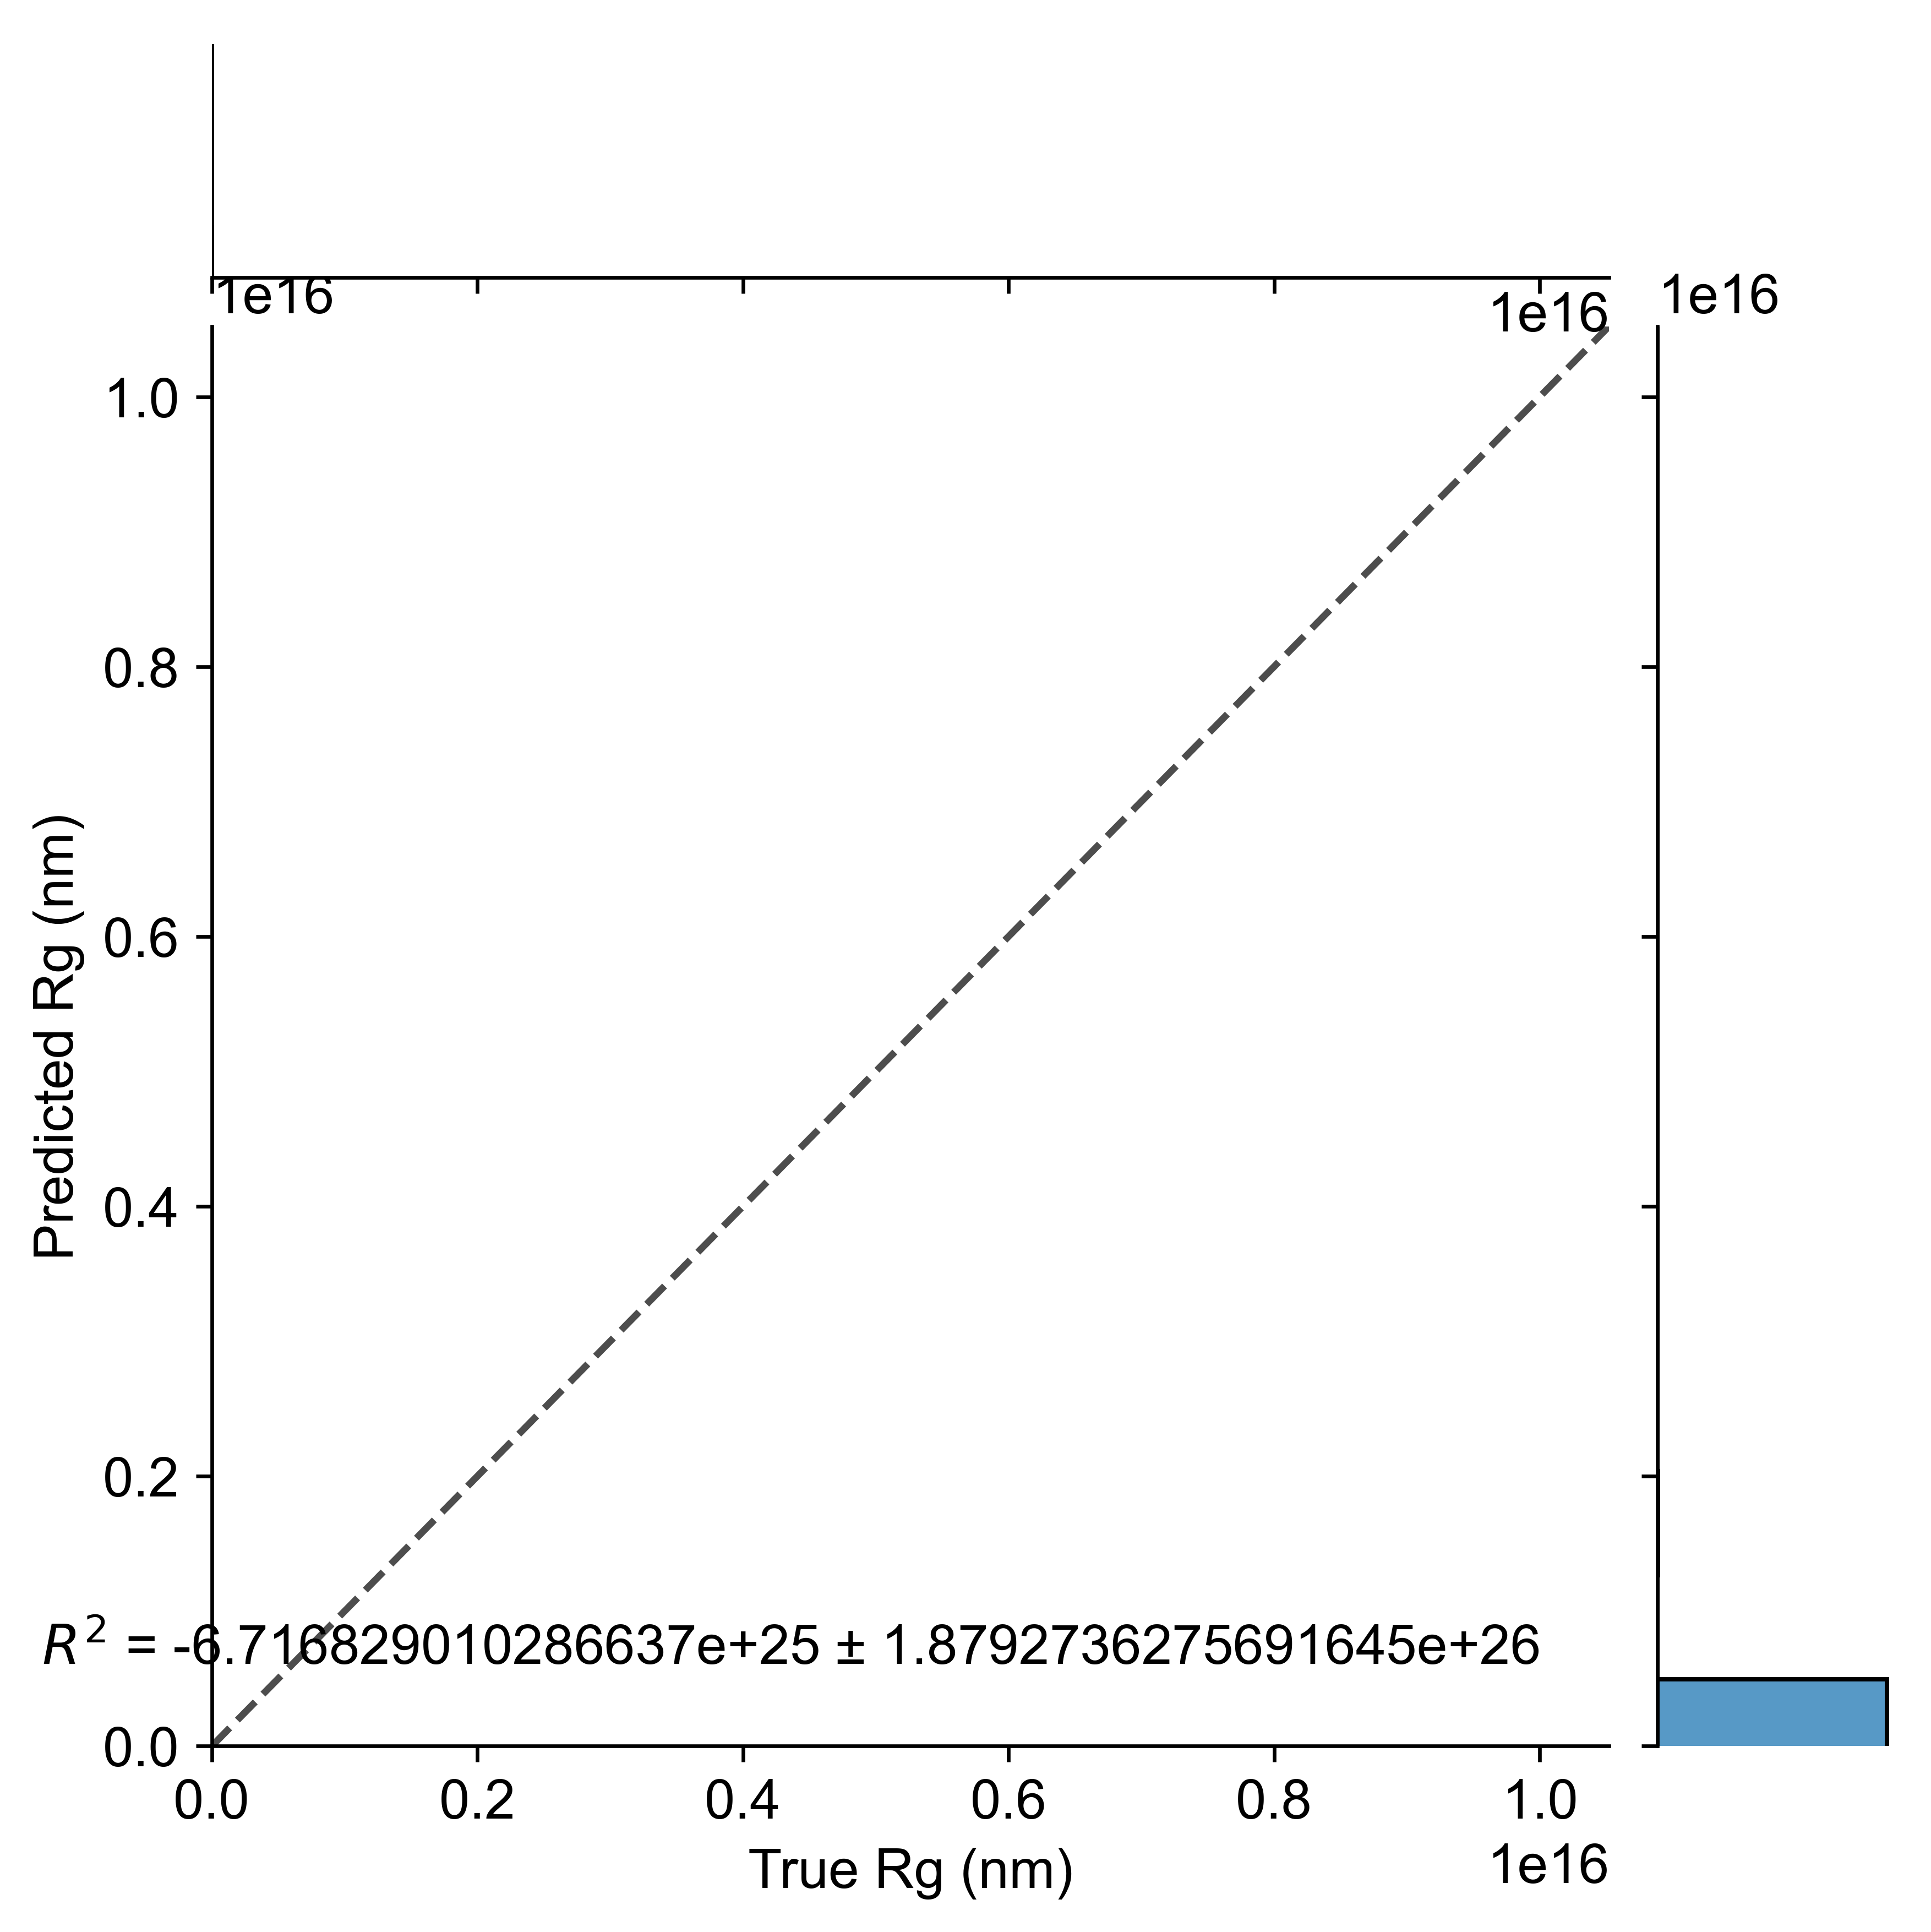 1e16
1e16
1e16
1.0
0.8
0.6
0.4
0.2
0.0
Predicted Rg (nm)
R² = -6.716829010286637e+25 ± 1.8792736275691645e+26
0.0 0.2 0.4 0.6 0.8 1.0
True Rg (nm)
1e16